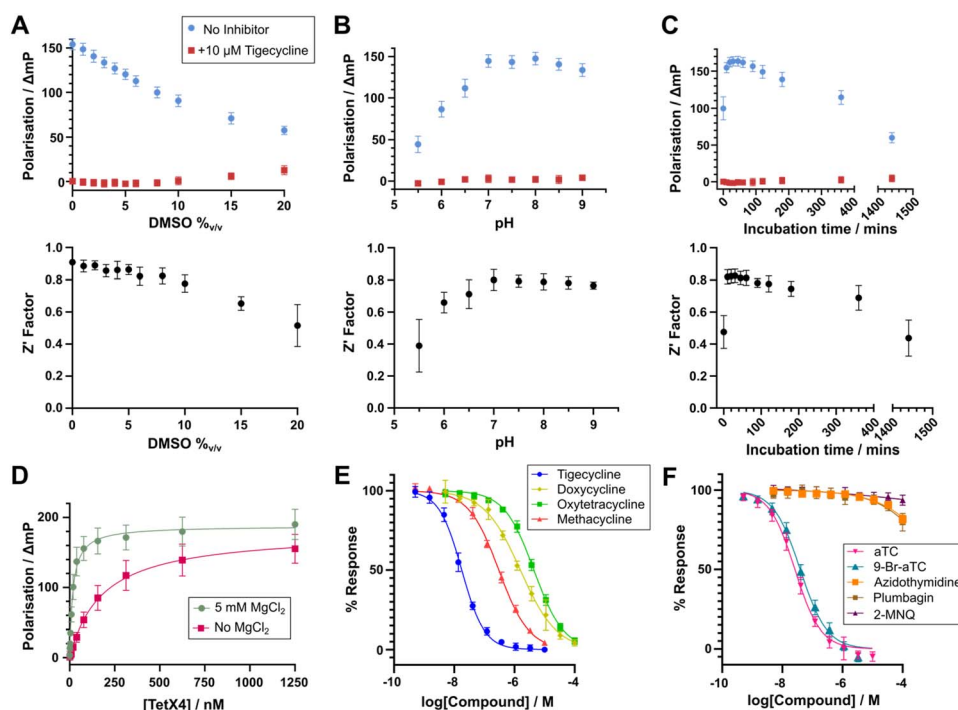 A
No Inhibitor
+10 µM Tigecycline
Polarisation / ΔmP
150
100
50
0
0 5 10 15 20
DMSO %v/v
B
Polarisation / ΔmP
200
150
100
50
0
5 6 7 8 9
pH
C
Polarisation / ΔmP
150
100
50
0
0 100 200 300 400 1400 1500
Incubation time / mins
Z' Factor
1.0
0.8
0.6
0.4
0.2
0.0
0 5 10 15 20
DMSO %v/v
Z' Factor
1.0
0.8
0.6
0.4
0.2
0.0
5 6 7 8 9
pH
Z' Factor
1.0
0.8
0.6
0.4
0.2
0.0
0 100 200 300 400 1400 1500
Incubation time / mins
D
Polarisation / ΔmP
200
150
100
50
0
5 mM MgCl2
No MgCl2
0 250 500 750 1000 1250
[TetX4] / nM
E
Tigecycline
Doxycycline
Oxytetracycline
Methacycline
% Response
100
50
0
-10 -8 -6 -4
log[Compound] / M
F
% Response
100
50
0
aTC
9-Br-aTC
Azidothymidine
Plumbagin
2-MNQ
-10 -8 -6 -4
log[Compound] / M